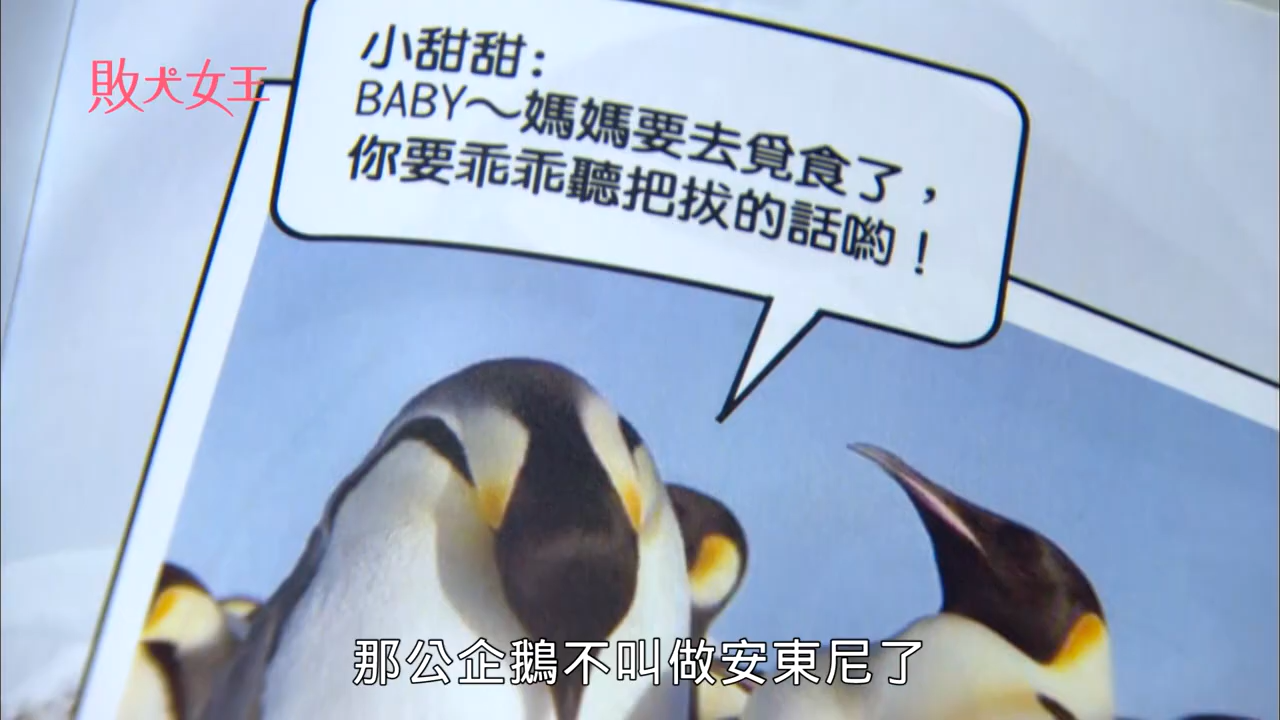 敗犬女王
小甜甜:
BABY～媽媽要去覓食了，
你要乖乖聽把拔的話喲！
那公企鵝不叫做安東尼了